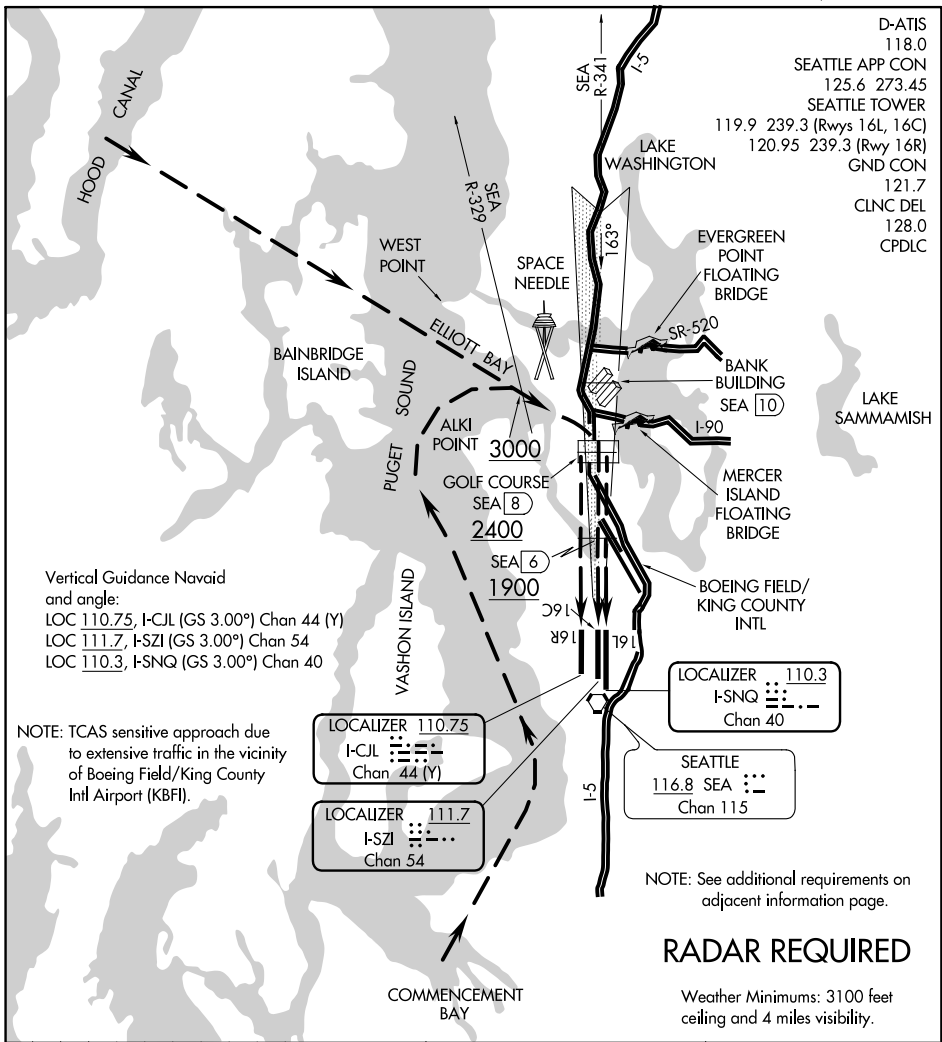 D-ATIS
118.0
SEATTLE APP CON
125.6 273.45
SEATTLE TOWER
119.9 239.3 (Rwys 16L, 16C)
120.95 239.3 (Rwy 16R)
GND CON
121.7
CLNC DEL
128.0
CPDLC
HOOD
CANAL
SEA
R-341
I-5
SEA
R-329
LAKE
WASHINGTON
163°
WEST
POINT
SPACE
NEEDLE
EVERGREEN
POINT
FLOATING
BRIDGE
SR-520
ELLIOTT BAY
BAINBRIDGE
ISLAND
BANK
BUILDING
SEA 10
LAKE
SAMMAMISH
PUGET
SOUND
ALKI
POINT
3000
I-90
GOLF COURSE
SEA 8
2400
MERCER
ISLAND
FLOATING
BRIDGE
SEA 6
1900
BOEING FIELD/
KING COUNTY
INTL
16C
16R
16L
Vertical Guidance Navaid
and angle:
LOC 110.75, I-CJL (GS 3.00°) Chan 44 (Y)
LOC 111.7, I-SZI (GS 3.00°) Chan 54
LOC 110.3, I-SNQ (GS 3.00°) Chan 40
VASHON ISLAND
NOTE: TCAS sensitive approach due
to extensive traffic in the vicinity
of Boeing Field/King County
Intl Airport (KBFI).
LOCALIZER 110.75
I-CJL
Chan 44 (Y)
LOCALIZER 110.3
I-SNQ
Chan 40
LOCALIZER 111.7
I-SZI
Chan 54
SEATTLE
116.8 SEA
Chan 115
I-5
NOTE: See additional requirements on
adjacent information page.
RADAR REQUIRED
COMMENCEMENT
BAY
Weather Minimums: 3100 feet
ceiling and 4 miles visibility.